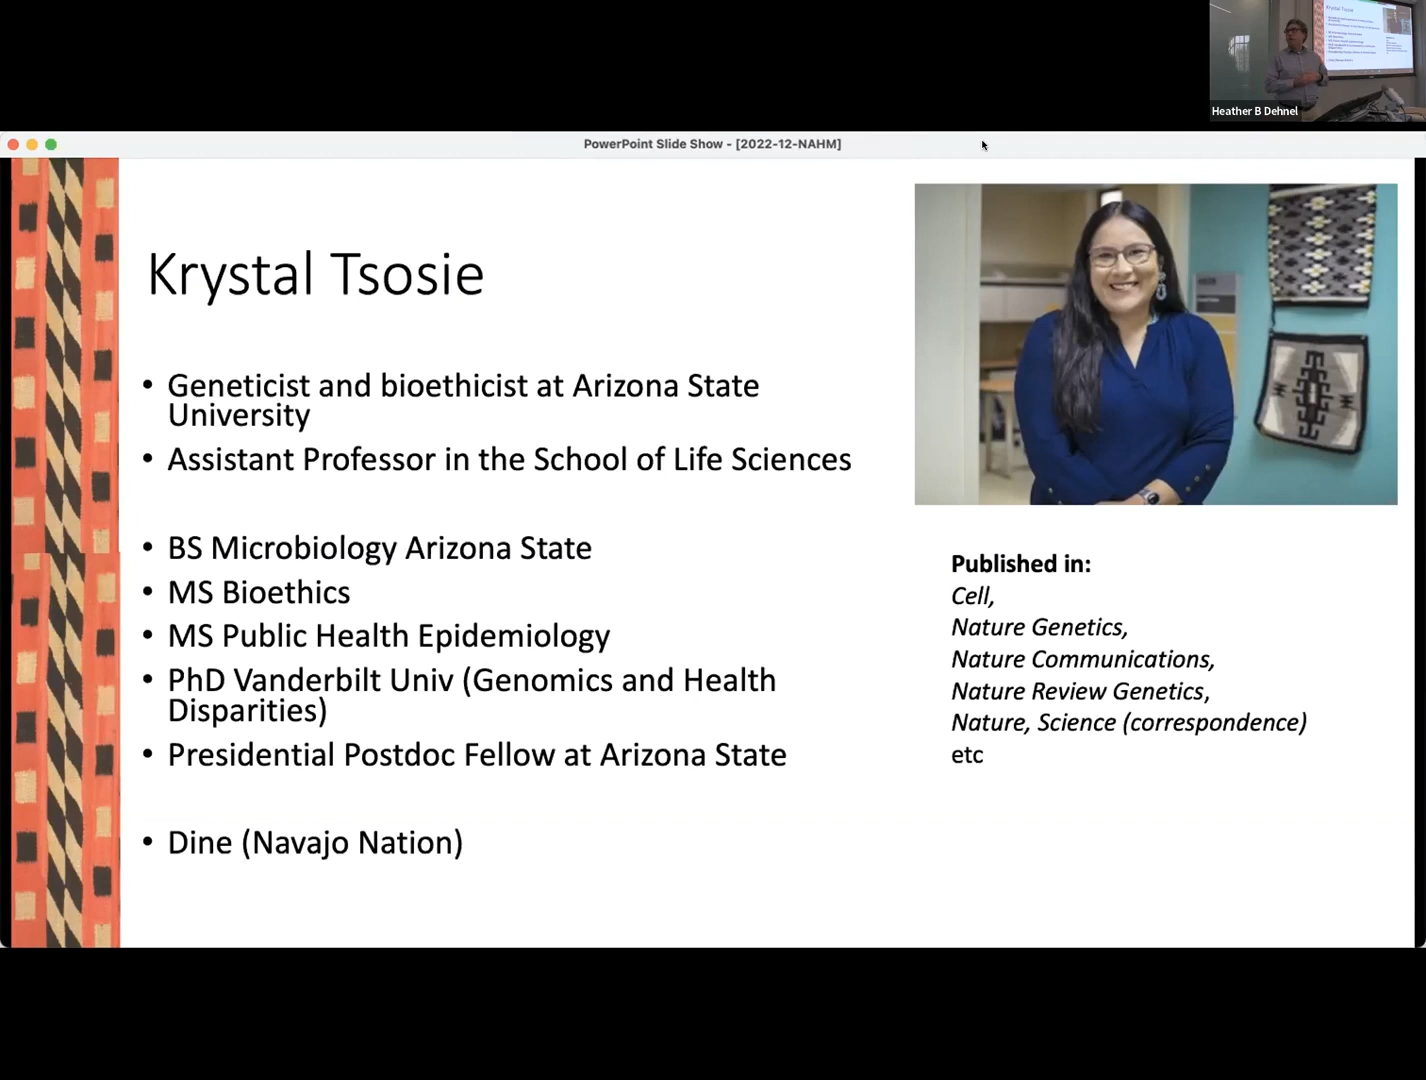 Heather B Dehnel
PowerPoint Slide Show - [2022-12-NAHM]
Krystal Tsosie
• Geneticist and bioethicist at Arizona State
University
• Assistant Professor in the School of Life Sciences
• BS Microbiology Arizona State
• MS Bioethics
• MS Public Health Epidemiology
• PhD Vanderbilt Univ (Genomics and Health
Disparities)
• Presidential Postdoc Fellow at Arizona State
• Dine (Navajo Nation)
Published in:
Cell,
Nature Genetics,
Nature Communications,
Nature Review Genetics,
Nature, Science (correspondence)
etc